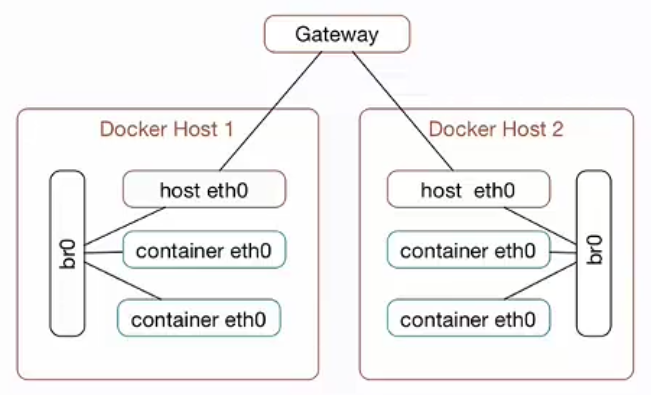 Gateway
Docker Host 1
host eth0
br0
container eth0
container eth0
Docker Host 2
host eth0
container eth0
br0
container eth0